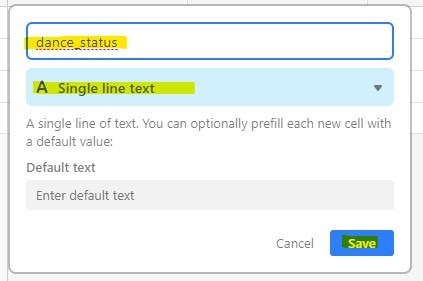 dance_status
A Single line text
A single line of text. You can optionally prefill each new cell with
a default value:
Default text
Enter default text
Cancel Save